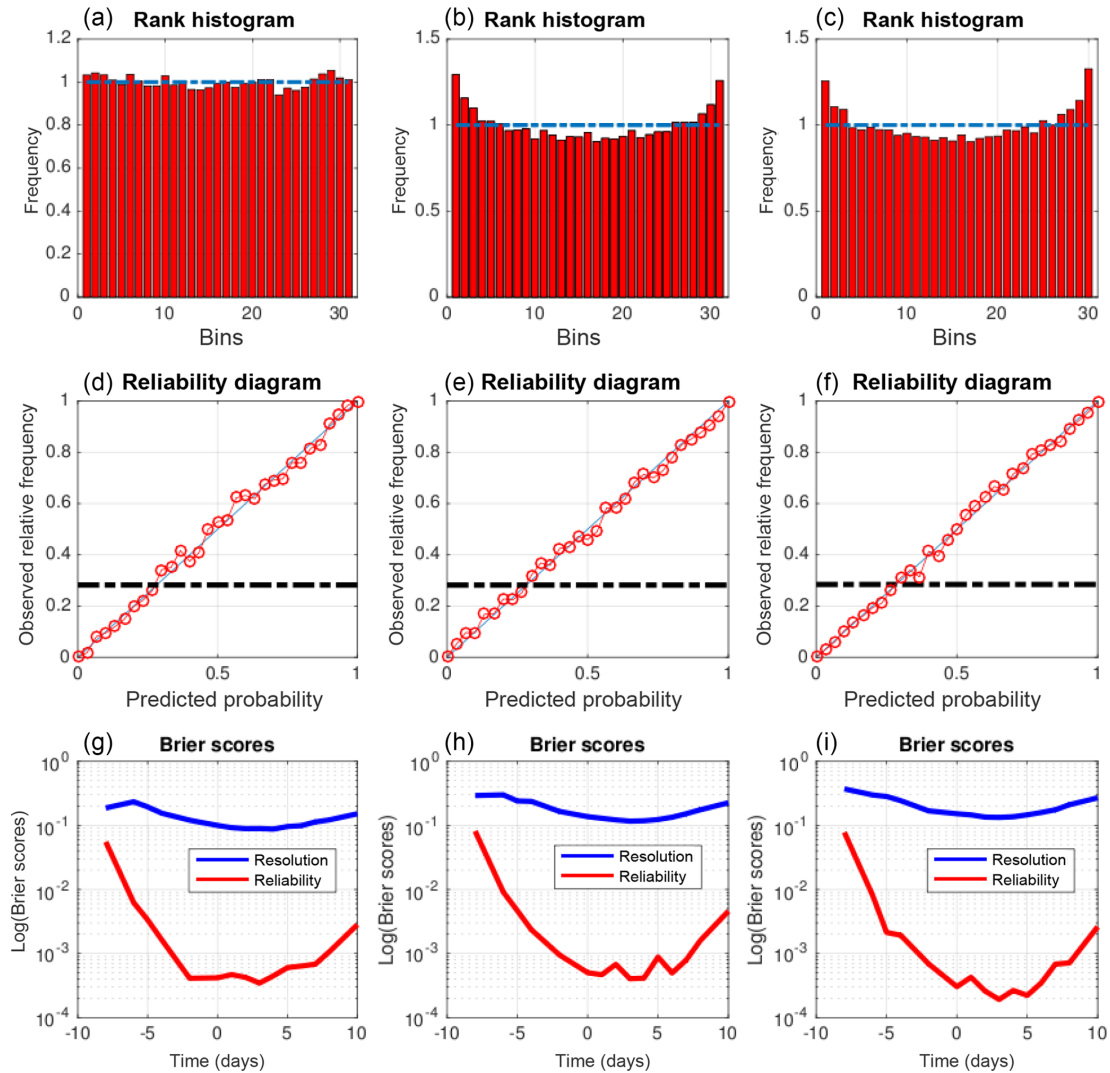 (a) Rank histogram
1.2
1
0.8
0.6
0.4
0.2
0
Frequency
0 10 20 30
Bins
(b) Rank histogram
1.5
1
0.5
0
Frequency
0 10 20 30
Bins
(c) Rank histogram
1.5
1
0.5
0
Frequency
0 10 20 30
Bins
(d) Reliability diagram
1
0.8
0.6
0.4
0.2
0
Observed relative frequency
0 0.5 1
Predicted probability
(e) Reliability diagram
1
0.8
0.6
0.4
0.2
0
Observed relative frequency
0 0.5 1
Predicted probability
(f) Reliability diagram
1
0.8
0.6
0.4
0.2
0
Observed relative frequency
0 0.5 1
Predicted probability
(g) Brier scores
10^0
10^-1
10^-2
10^-3
10^-4
Log(Brier scores)
Resolution
Reliability
-10 -5 0 5 10
Time (days)
(h) Brier scores
10^0
10^-1
10^-2
10^-3
10^-4
Log(Brier scores)
Resolution
Reliability
-10 -5 0 5 10
Time (days)
(i) Brier scores
10^0
10^-1
10^-2
10^-3
10^-4
Log(Brier scores)
Resolution
Reliability
-10 -5 0 5 10
Time (days)